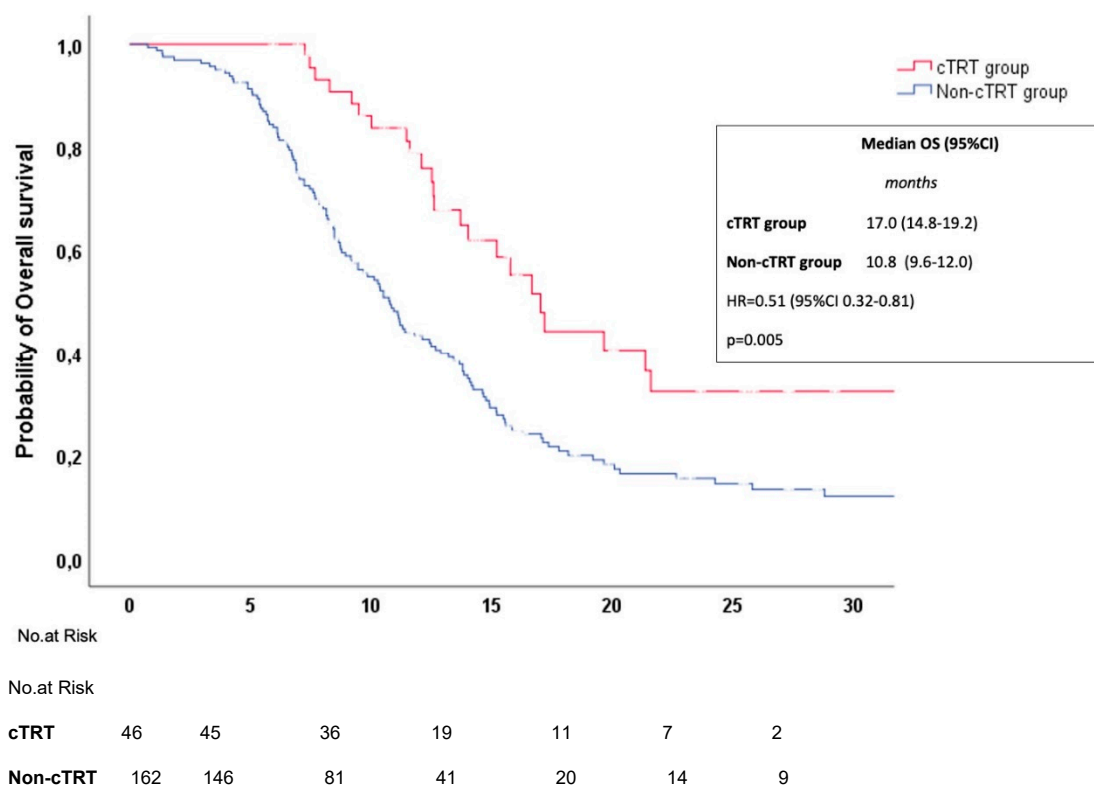 1,0
0,8
0,6
0,4
0,2
0,0
Probability of Overall survival
cTRT group
Non-cTRT group
Median OS (95%CI)
months
cTRT group 17.0 (14.8-19.2)
Non-cTRT group 10.8 (9.6-12.0)
HR=0.51 (95%CI 0.32-0.81)
p=0.005
0 5 10 15 20 25 30
No.at Risk
No.at Risk
cTRT 46 45 36 19 11 7 2
Non-cTRT 162 146 81 41 20 14 9